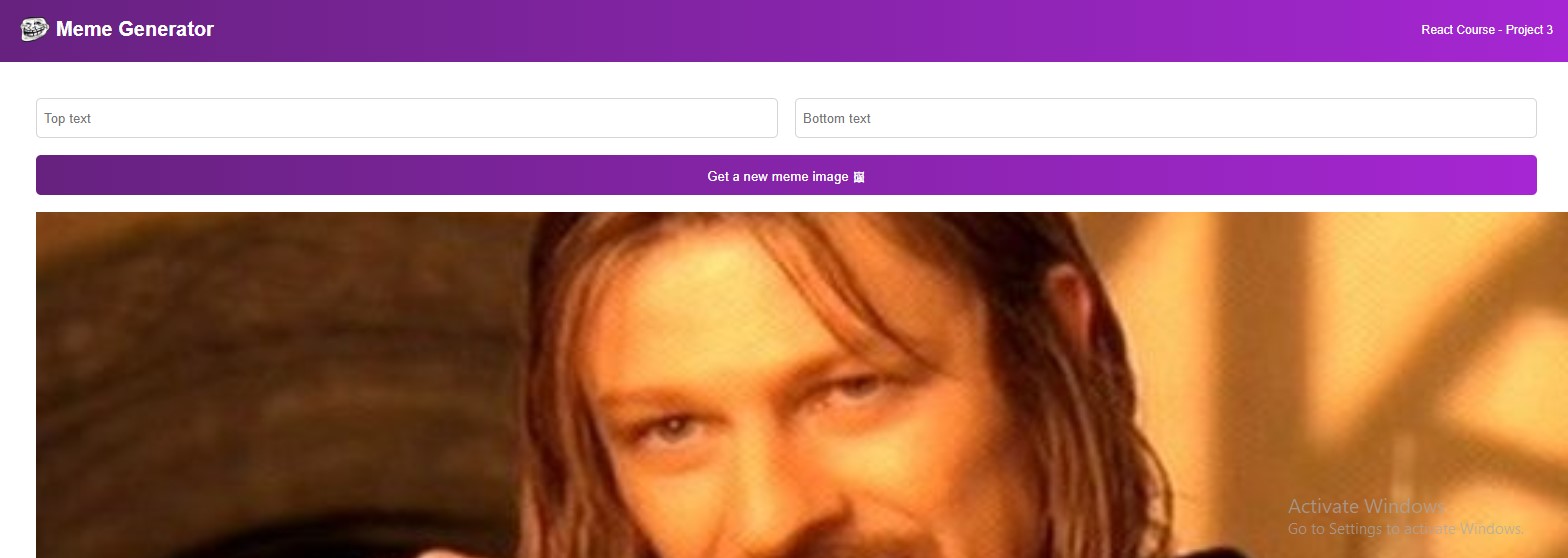 Meme Generator
React Course - Project 3
Top text
Bottom text
Get a new meme image 🖼
Activate Windows
Go to Settings to activate Windows.